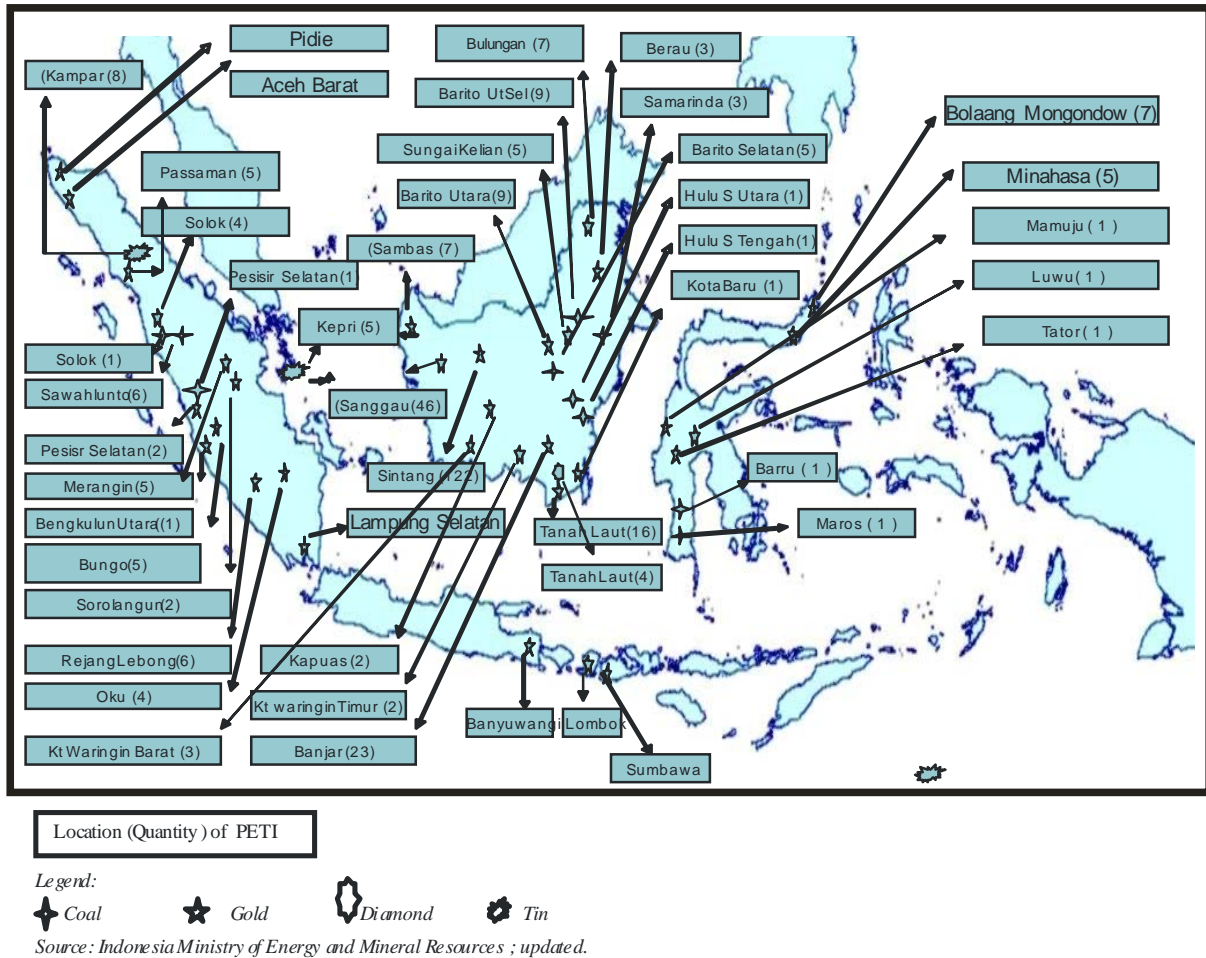 Pidie
Bulungan (7)
Berau (3)
(Kampar (8)
Aceh Barat
Barito UtSel (9)
Samarinda (3)
Bolaang Mongondow (7)
SungaiKelian (5)
Barito Selatan (5)
Passaman (5)
Minahasa (5)
Barito Utara(9)
Hulu S Utara (1)
Solok (4)
Mamuju ( 1 )
(Sambas (7)
Hulu S Tengah(1)
Pesisir Selatan(1)
Luwu ( 1 )
KotaBaru (1)
Kepri (5)
Tator ( 1 )
Solok (1)
Sawahlunto(6)
(Sanggau(46)
Pesisr Selatan(2)
Sintang (122)
Barru ( 1 )
Merangin(5)
BengkulunUtara(1)
Lampung Selatan
Tanah Laut(16)
Maros ( 1 )
Bungo(5)
TanahLaut(4)
Sorolangur(2)
RejangLebong(6)
Kapuas (2)
Oku (4)
Kt waringinTimur (2)
Banyuwangi
Lombok
Kt Waringin Barat (3)
Banjar(23)
Sumbawa
Location (Quantity) of PETI
Legend:
Coal
Gold
Diamond
Tin
Source: Indonesia Ministry of Energy and Mineral Resources ; updated.